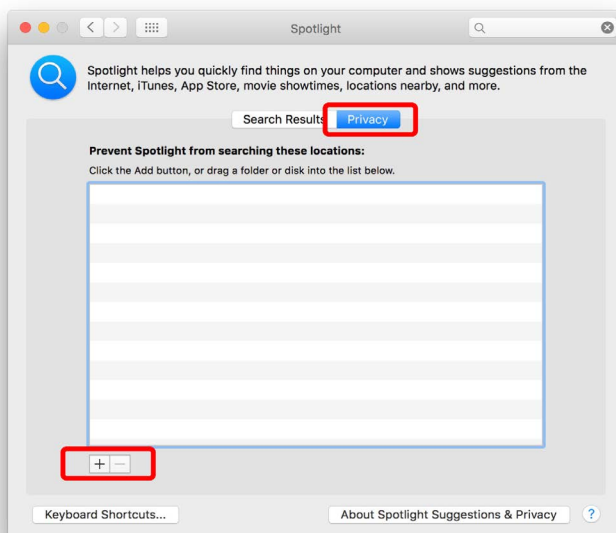 Spotlight
Spotlight helps you quickly find things on your computer and shows suggestions from the
Internet, iTunes, App Store, movie showtimes, locations nearby, and more.
Search Results Privacy
Prevent Spotlight from searching these locations:
Click the Add button, or drag a folder or disk into the list below.
+ −
Keyboard Shortcuts... About Spotlight Suggestions & Privacy ?